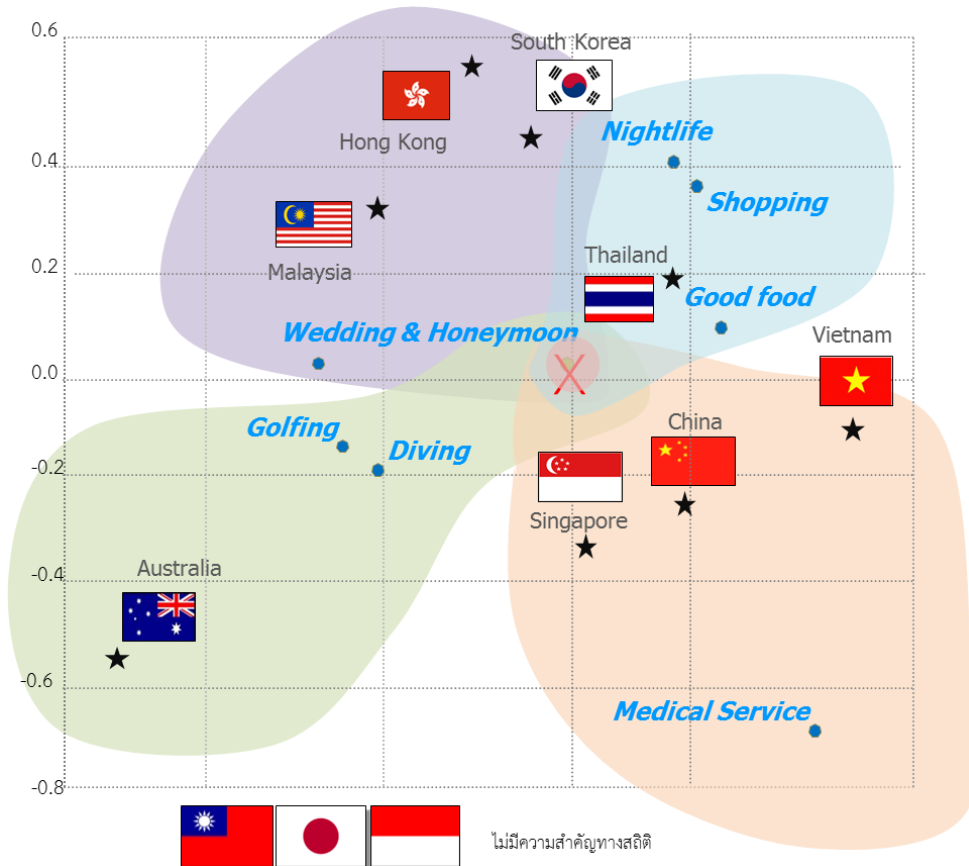 0.6
South Korea
Hong Kong
Nightlife
0.4
Shopping
Malaysia
Thailand
0.2
Good food
Wedding & Honeymoon
Vietnam
0.0
Golfing
China
Diving
-0.2
Singapore
-0.4
Australia
-0.6
Medical Service
-0.8
ไม่มีความสำคัญทางสถิติ